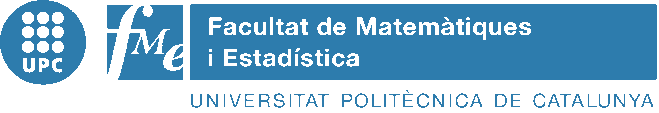 UPC
fme
Facultat de Matemàtiques
i Estadística
UNIVERSITAT POLITÈCNICA DE CATALUNYA